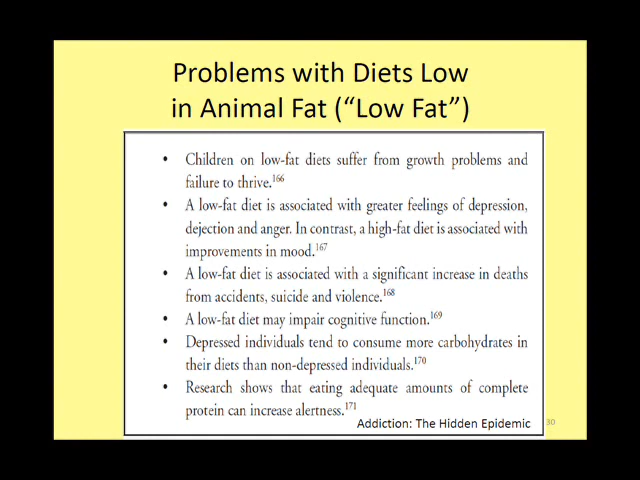 Problems with Diets Low
in Animal Fat (“Low Fat”)
• Children on low-fat diets suffer from growth problems and
failure to thrive.166
• A low-fat diet is associated with greater feelings of depression,
dejection and anger. In contrast, a high-fat diet is associated with
improvements in mood.167
• A low-fat diet is associated with a significant increase in deaths
from accidents, suicide and violence.168
• A low-fat diet may impair cognitive function.169
• Depressed individuals tend to consume more carbohydrates in
their diets than non-depressed individuals.170
• Research shows that eating adequate amounts of complete
protein can increase alertness.171
Addiction: The Hidden Epidemic
30